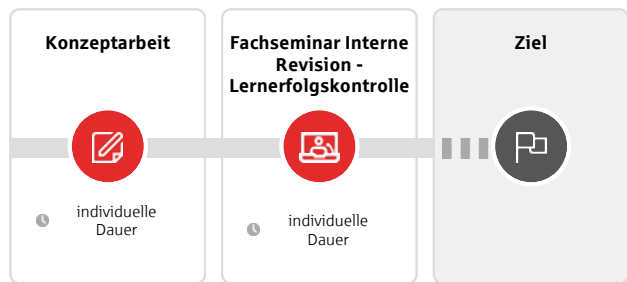 Konzeptarbeit
individuelle
Dauer
Fachseminar Interne
Revision -
Lernerfolgskontrolle
individuelle
Dauer
Ziel